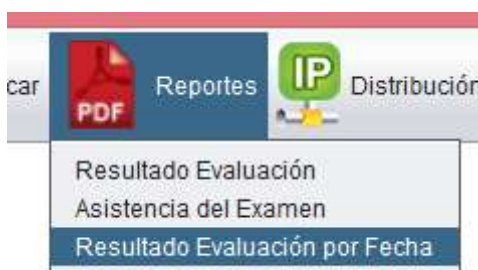 car PDF Reportes IP Distribución
Resultado Evaluación
Asistencia del Examen
Resultado Evaluación por Fecha